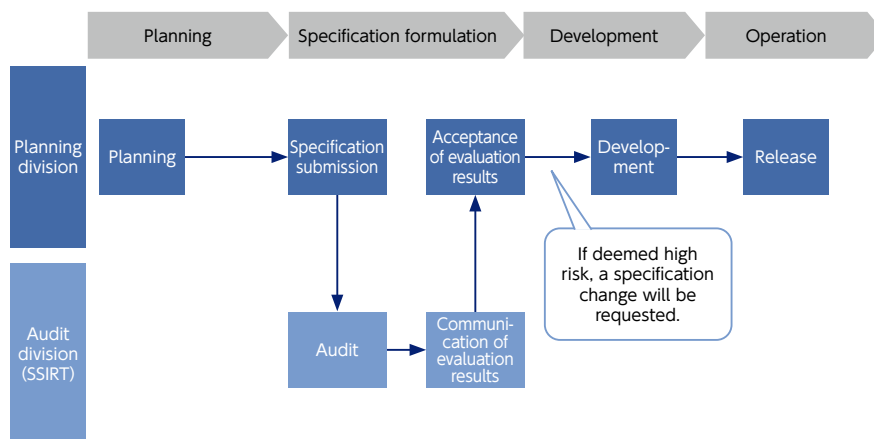 Planning
Specification formulation
Development
Operation
Planning
division
Planning
Specification
submission
Acceptance
of evaluation
results
Develop-
ment
Release
If deemed high
risk, a specification
change will be
requested.
Audit
division
(SSIRT)
Audit
Communi-
cation of
evaluation
results